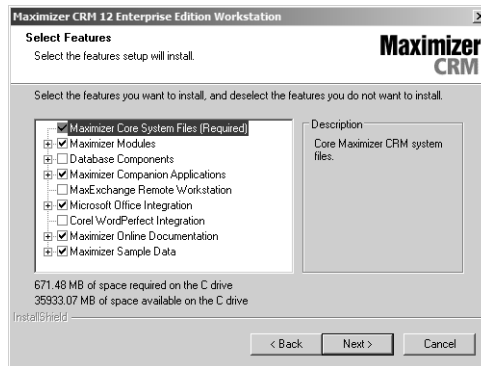 Maximizer CRM 12 Enterprise Edition Workstation
Select Features
Select the features setup will install.
Maximizer
CRM
Select the features you want to install, and deselect the features you do not want to install.
Maximizer Core System Files (Required)
Maximizer Modules
Database Components
Maximizer Companion Applications
MaxExchange Remote Workstation
Microsoft Office Integration
Corel WordPerfect Integration
Maximizer Online Documentation
Maximizer Sample Data
Description
Core Maximizer CRM system
files.
671.48 MB of space required on the C drive
35933.07 MB of space available on the C drive
InstallShield
< Back
Next >
Cancel